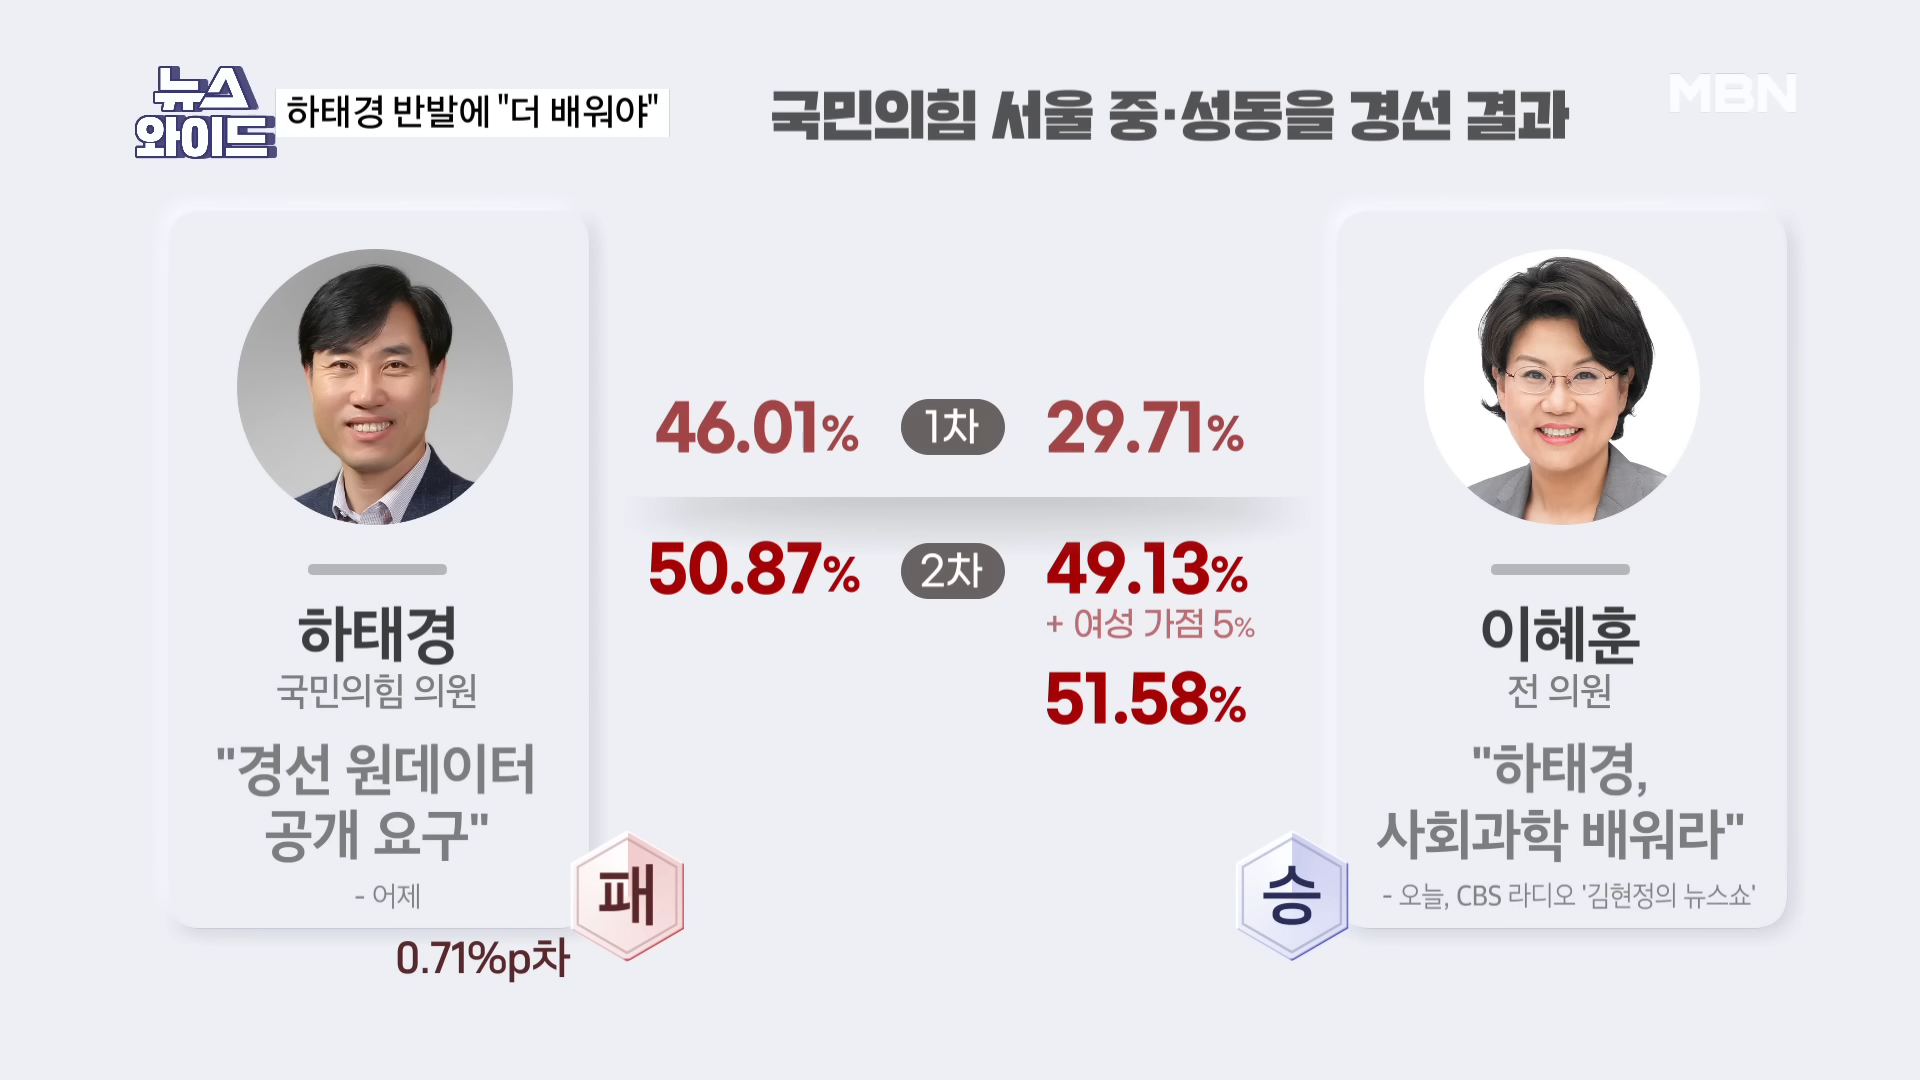 뉴스
와이드
하태경 반발에 "더 배워야"
국민의힘 서울 중·성동을 경선 결과
MBN
46.01% 1차 29.71%
50.87% 2차 49.13%
+ 여성 가점 5%
51.58%
하태경
국민의힘 의원
"경선 원데이터
공개 요구"
- 어제
패
0.71%p차
이혜훈
전 의원
"하태경,
사회과학 배워라"
- 오늘, CBS 라디오 '김현정의 뉴스쇼'
승